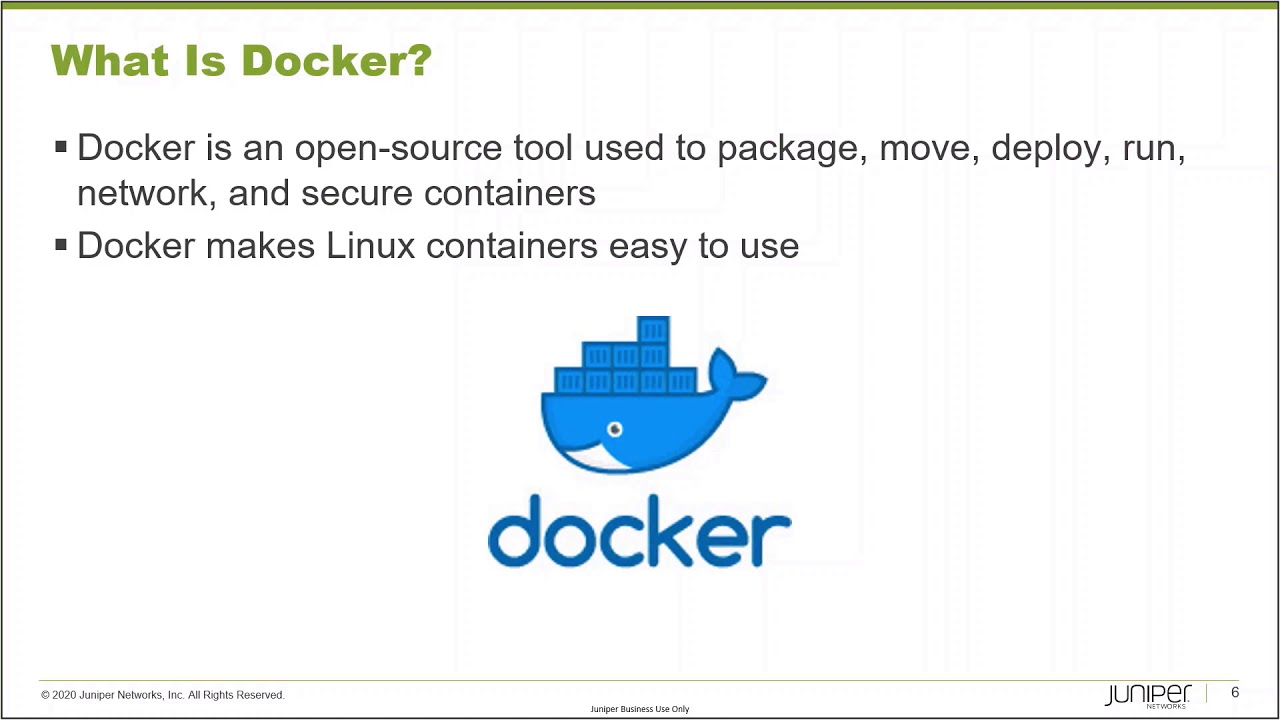 What Is Docker?
▪ Docker is an open-source tool used to package, move, deploy, run,
network, and secure containers
▪ Docker makes Linux containers easy to use
docker
© 2020 Juniper Networks, Inc. All Rights Reserved.
Juniper Business Use Only
JUNIPER
NETWORKS
6